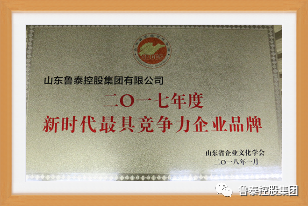 山东鲁泰控股集团有限公司
二〇一七年度
新时代最具竞争力企业品牌
山东省企业文化学会
二〇一八年一月
鲁泰控股集团